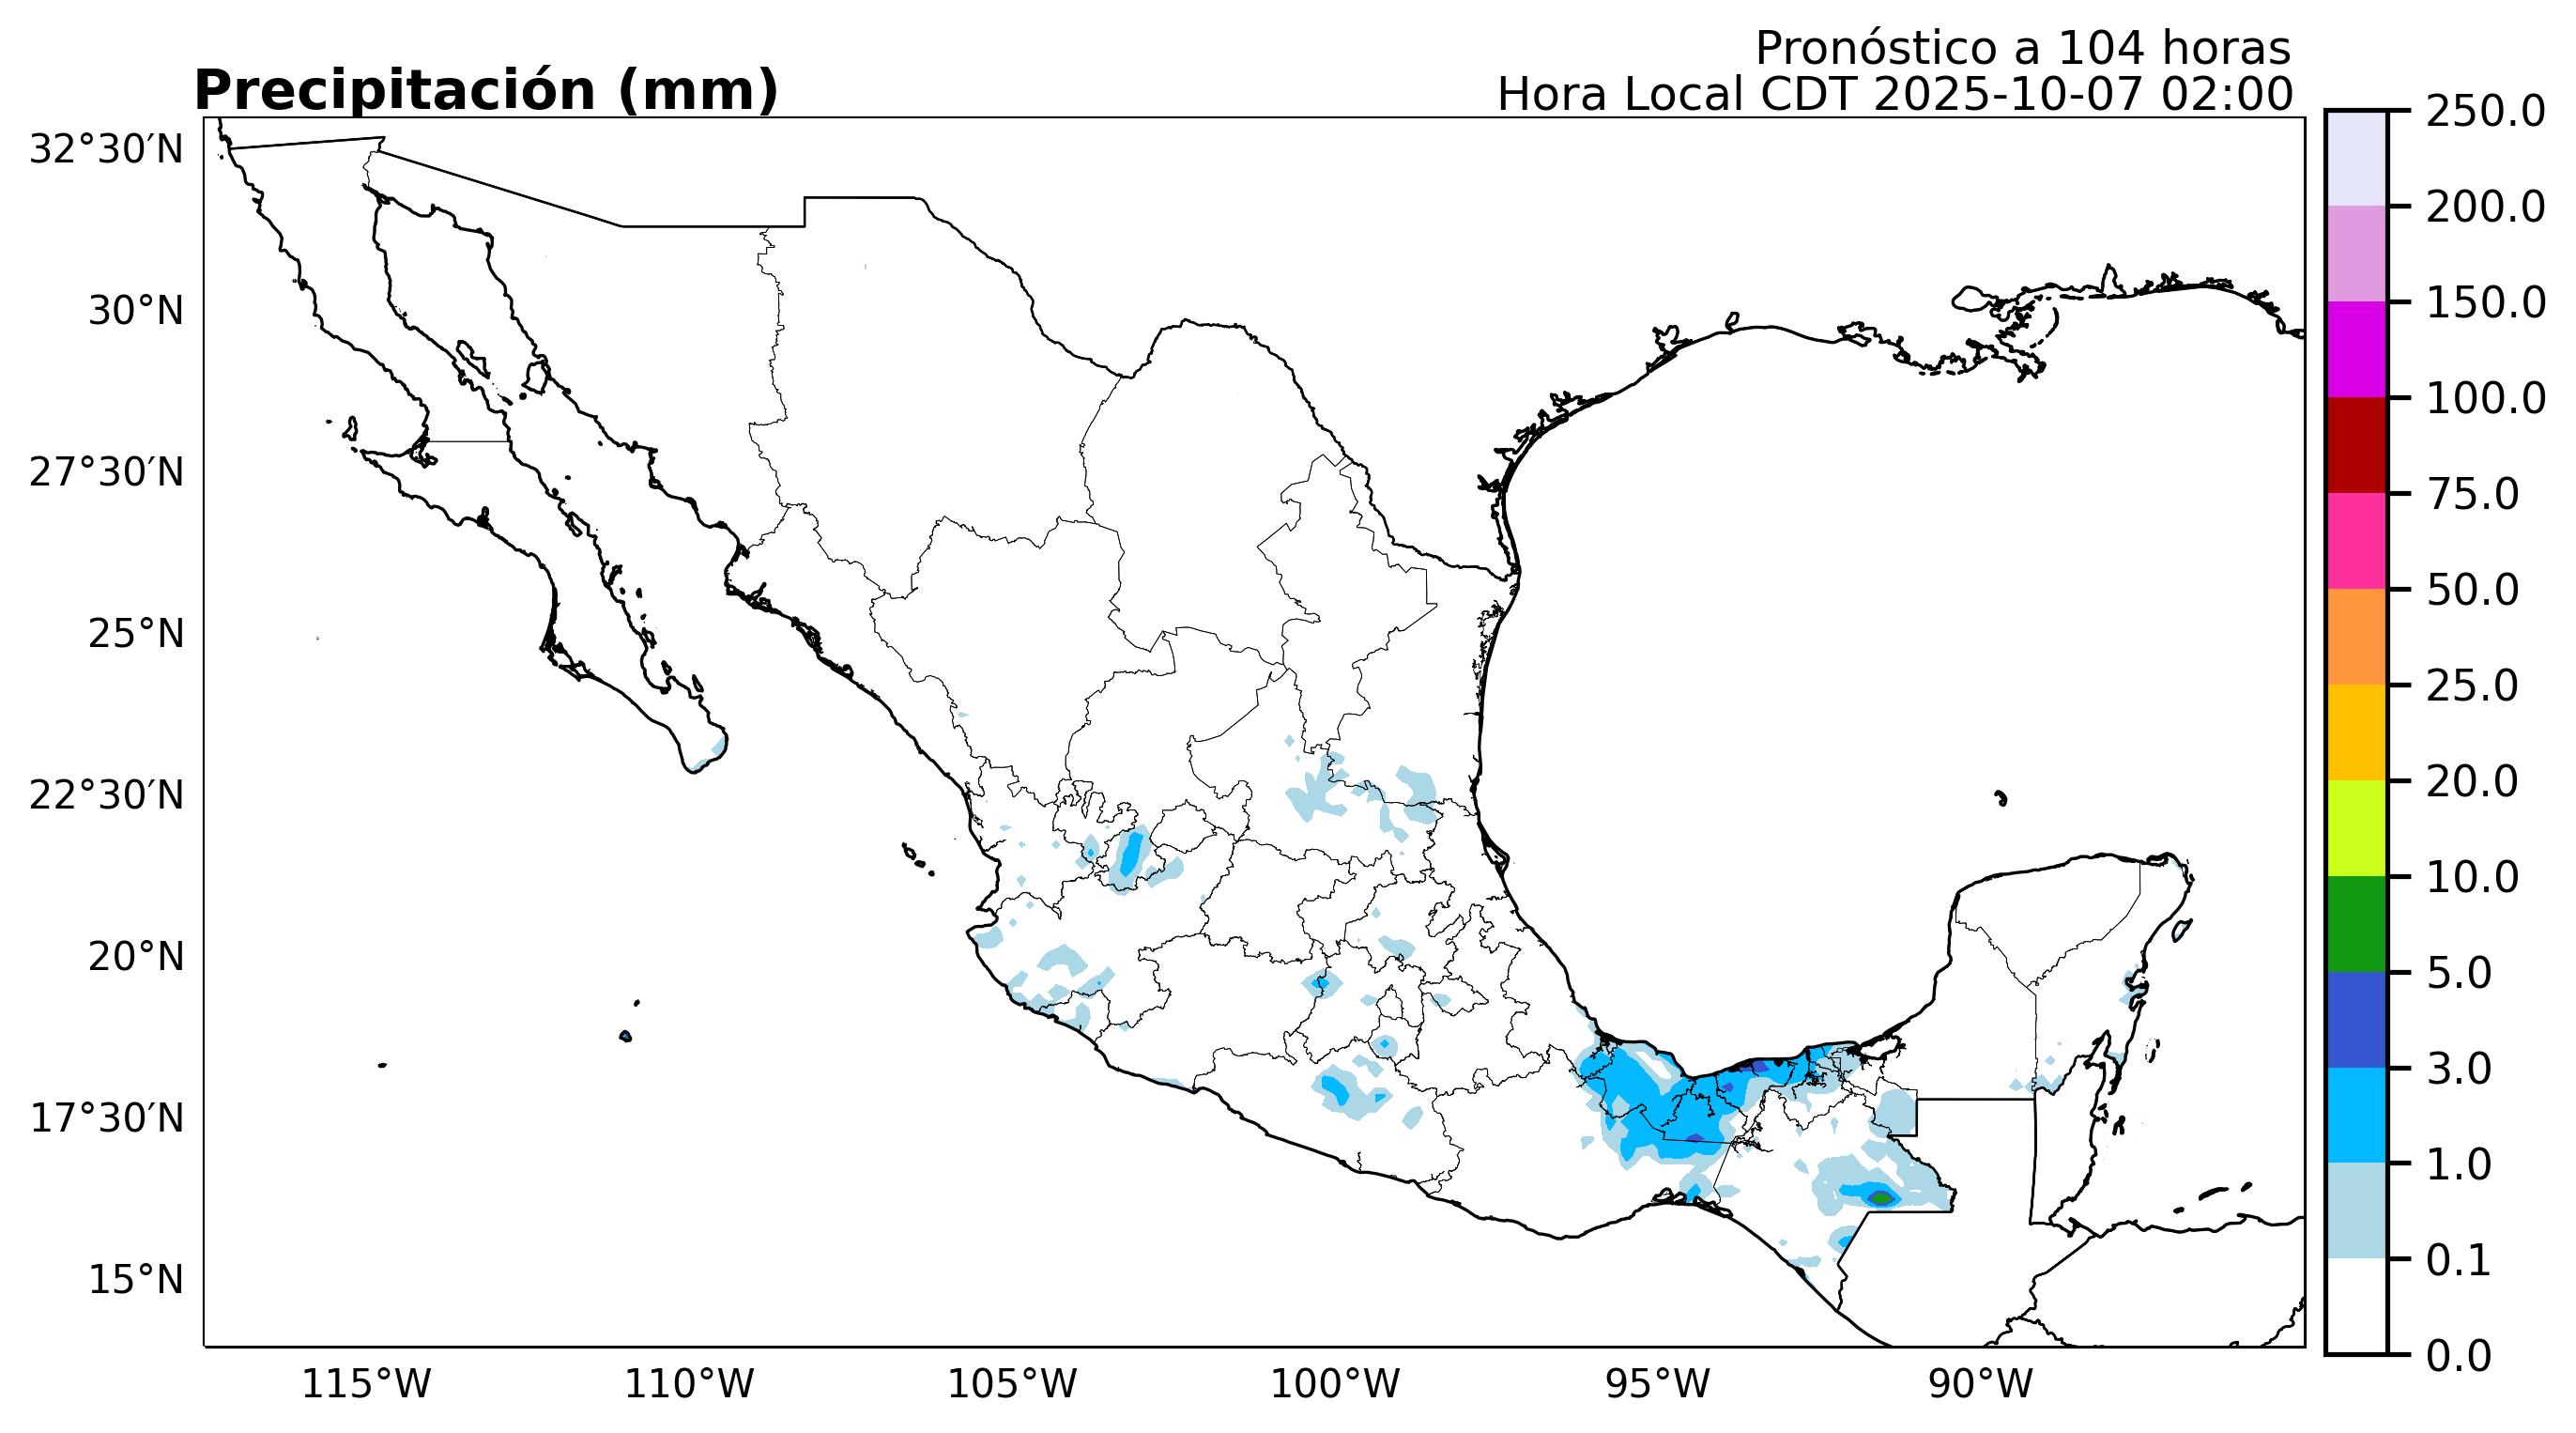 Pronóstico a 104 horas
Precipitación (mm)
Hora Local CDT 2025-10-07 02:00
32°30′N
30°N
27°30′N
25°N
22°30′N
20°N
17°30′N
15°N
115°W
110°W
105°W
100°W
95°W
90°W
250.0
200.0
150.0
100.0
75.0
50.0
25.0
20.0
10.0
5.0
3.0
1.0
0.1
0.0